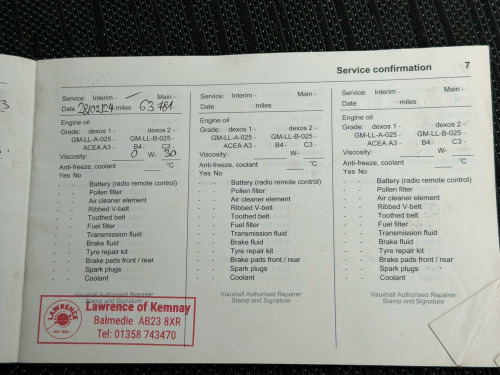 Service confirmation 7
Service: Interim - Main -
Date 28/02/24 miles 63781
Engine oil
Grade: dexos 1 - dexos 2 -
GM-LL-A-025 - GM-LL-B-025 -
ACEA A3 - B4 - C3 -
Viscosity: 0 W- 30
Anti-freeze, coolant °C
Yes No
- - Battery (radio remote control)
- - Pollen filter
- - Air cleaner element
- - Ribbed V-belt
- - Toothed belt
- - Fuel filter
- - Transmission fluid
- - Brake fluid
- - Tyre repair kit
- - Brake pads front / rear
- - Spark plugs
- - Coolant
Vauxhall Authorised Repairer
Stamp and Signature
LAWRENCE
Lawrence of Kemnay
Balmedie AB23 8XR
Tel: 01358 743470
Service: Interim - Main -
Date miles
Engine oil
Grade: dexos 1 - dexos 2 -
GM-LL-A-025 - GM-LL-B-025 -
ACEA A3 - B4 - C3 -
Viscosity: W-
Anti-freeze, coolant °C
Yes No
- - Battery (radio remote control)
- - Pollen filter
- - Air cleaner element
- - Ribbed V-belt
- - Toothed belt
- - Fuel filter
- - Transmission fluid
- - Brake fluid
- - Tyre repair kit
- - Brake pads front / rear
- - Spark plugs
- - Coolant
Vauxhall Authorised Repairer
Stamp and Signature
Service: Interim - Main -
Date miles
Engine oil
Grade: dexos 1 - dexos 2 -
GM-LL-A-025 - GM-LL-B-025 -
ACEA A3 - B4 - C3 -
Viscosity: W-
Anti-freeze, coolant °C
Yes No
- - Battery (radio remote control)
- - Pollen filter
- - Air cleaner element
- - Ribbed V-belt
- - Toothed belt
- - Fuel filter
- - Transmission fluid
- - Brake fluid
- - Tyre repair kit
- - Brake pads front / rear
- - Spark plugs
- - Coolant
Vauxhall Authorised Repairer
Stamp and Signature